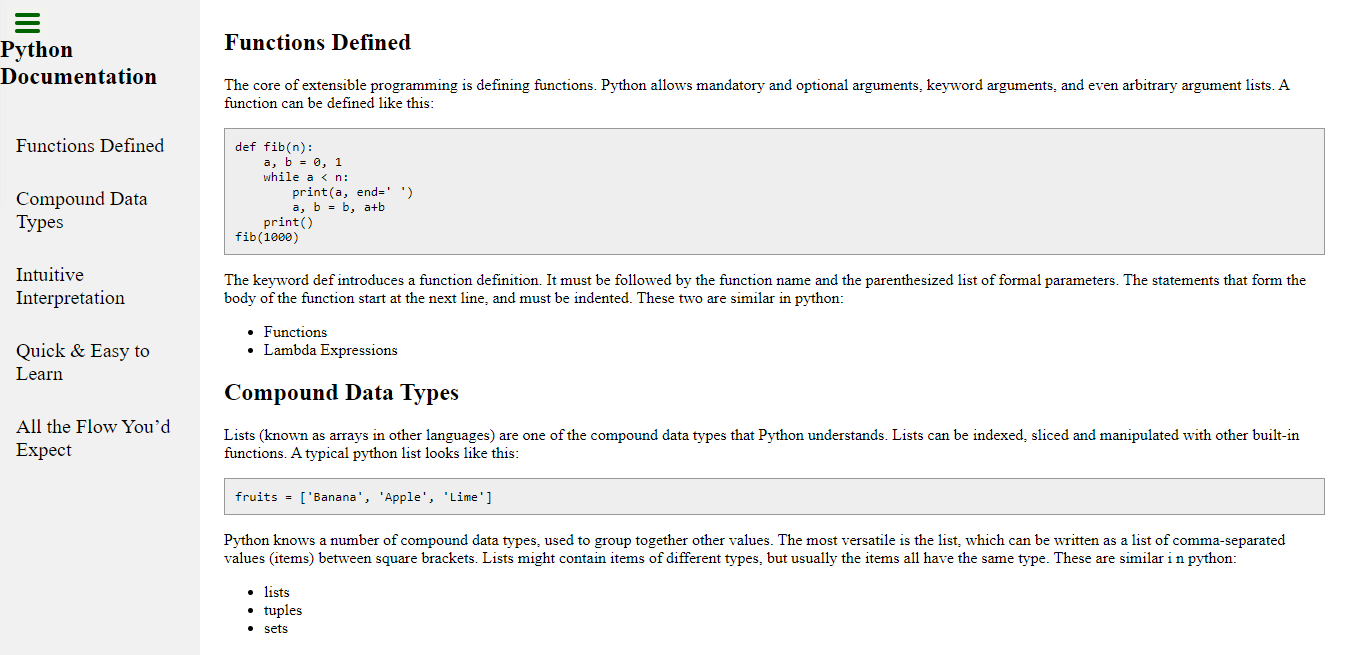 Python
Documentation
Functions Defined
Compound Data
Types
Intuitive
Interpretation
Quick & Easy to
Learn
All the Flow You’d
Expect
Functions Defined
The core of extensible programming is defining functions. Python allows mandatory and optional arguments, keyword arguments, and even arbitrary argument lists. A
function can be defined like this:
def fib(n):
    a, b = 0, 1
    while a < n:
        print(a, end=' ')
        a, b = b, a+b
    print()
fib(1000)
The keyword def introduces a function definition. It must be followed by the function name and the parenthesized list of formal parameters. The statements that form the
body of the function start at the next line, and must be indented. These two are similar in python:
• Functions
• Lambda Expressions
Compound Data Types
Lists (known as arrays in other languages) are one of the compound data types that Python understands. Lists can be indexed, sliced and manipulated with other built-in
functions. A typical python list looks like this:
fruits = ['Banana', 'Apple', 'Lime']
Python knows a number of compound data types, used to group together other values. The most versatile is the list, which can be written as a list of comma-separated
values (items) between square brackets. Lists might contain items of different types, but usually the items all have the same type. These are similar i n python:
• lists
• tuples
• sets